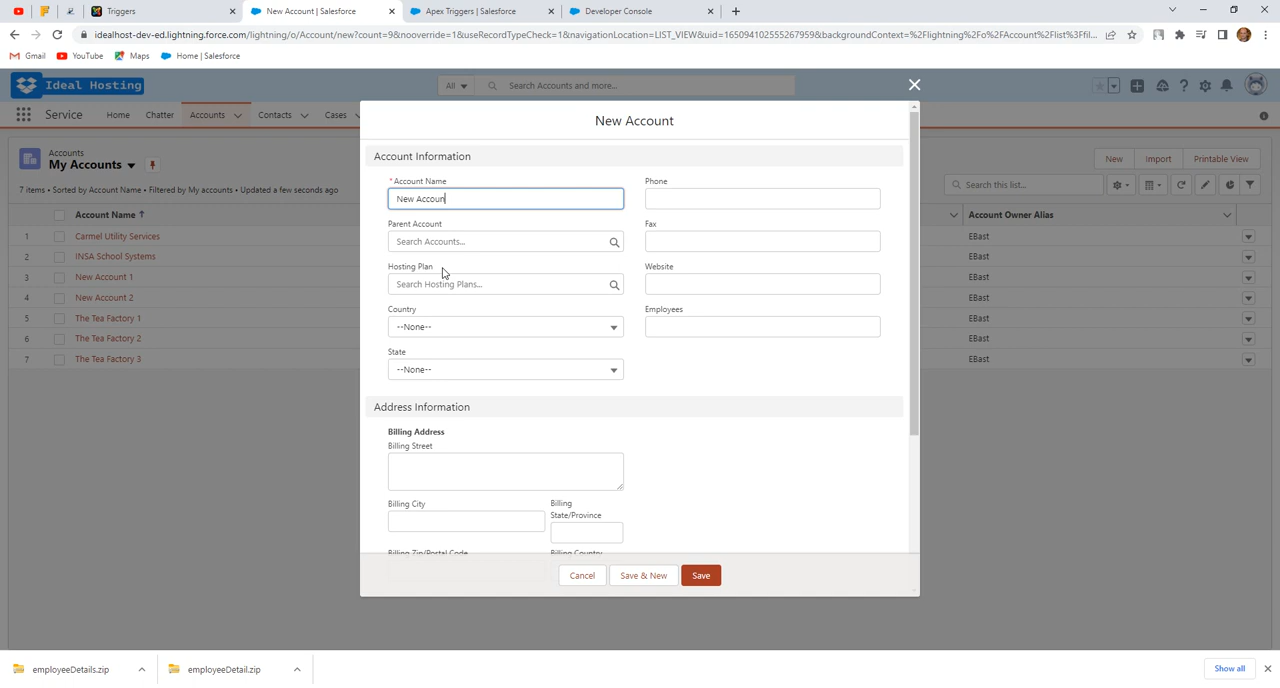 Triggers
New Account | Salesforce
Apex Triggers | Salesforce
Developer Console
idealhost-dev-ed.lightning.force.com/lightning/o/Account/new?count=9&nooverride=1&useRecordTypeCheck=1&navigationLocation=LIST_VIEW&uid=165094102555267959&backgroundContext=%2Flightning%2Fo%2FAccount%2Flist%3Ffil...
Gmail YouTube Maps Home | Salesforce
Ideal Hosting
All
Search Accounts and more...
Service Home Chatter Accounts Contacts Cases
Accounts
My Accounts
New Import Printable View
7 items • Sorted by Account Name • Filtered by My accounts • Updated a few seconds ago
Search this list...
Account Name Account Owner Alias
1 Carmel Utility Services EBast
2 INSA School Systems EBast
3 New Account 1 EBast
4 New Account 2 EBast
5 The Tea Factory 1 EBast
6 The Tea Factory 2 EBast
7 The Tea Factory 3 EBast
New Account
Account Information
* Account Name Phone
New Accoun
Parent Account Fax
Search Accounts...
Hosting Plan Website
Search Hosting Plans...
Country Employees
--None--
State
--None--
Address Information
Billing Address
Billing Street
Billing City Billing
State/Province
Billing Zip/Postal Code Billing Country
Cancel Save & New Save
employeeDetails.zip employeeDetail.zip Show all